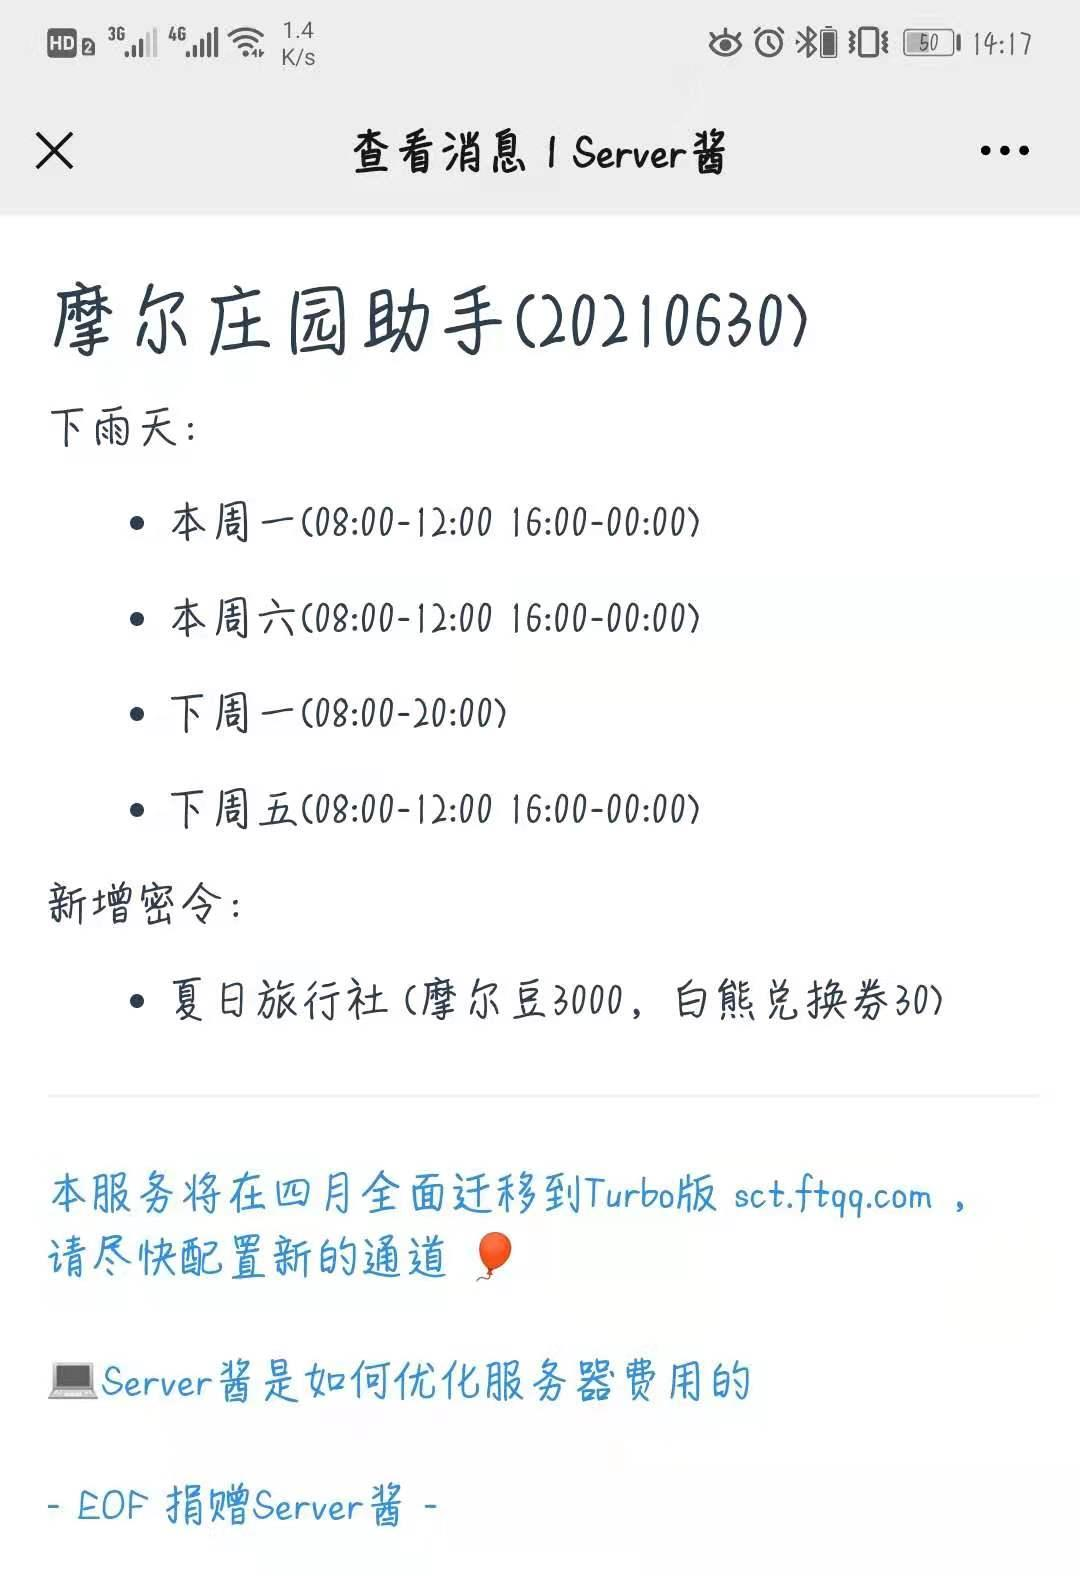 HD 2 3G 4G 1.4 K/s 50 14:17
查看消息 | Server酱
摩尔庄园助手(20210630)
下雨天:
• 本周一(08:00-12:00 16:00-00:00)
• 本周六(08:00-12:00 16:00-00:00)
• 下周一(08:00-20:00)
• 下周五(08:00-12:00 16:00-00:00)
新增密令:
• 夏日旅行社 (摩尔豆3000，白熊兑换券30)
本服务将在四月全面迁移到Turbo版 sct.ftqq.com ，
请尽快配置新的通道 🎈
💻Server酱是如何优化服务器费用的
- EOF 捐赠Server酱 -